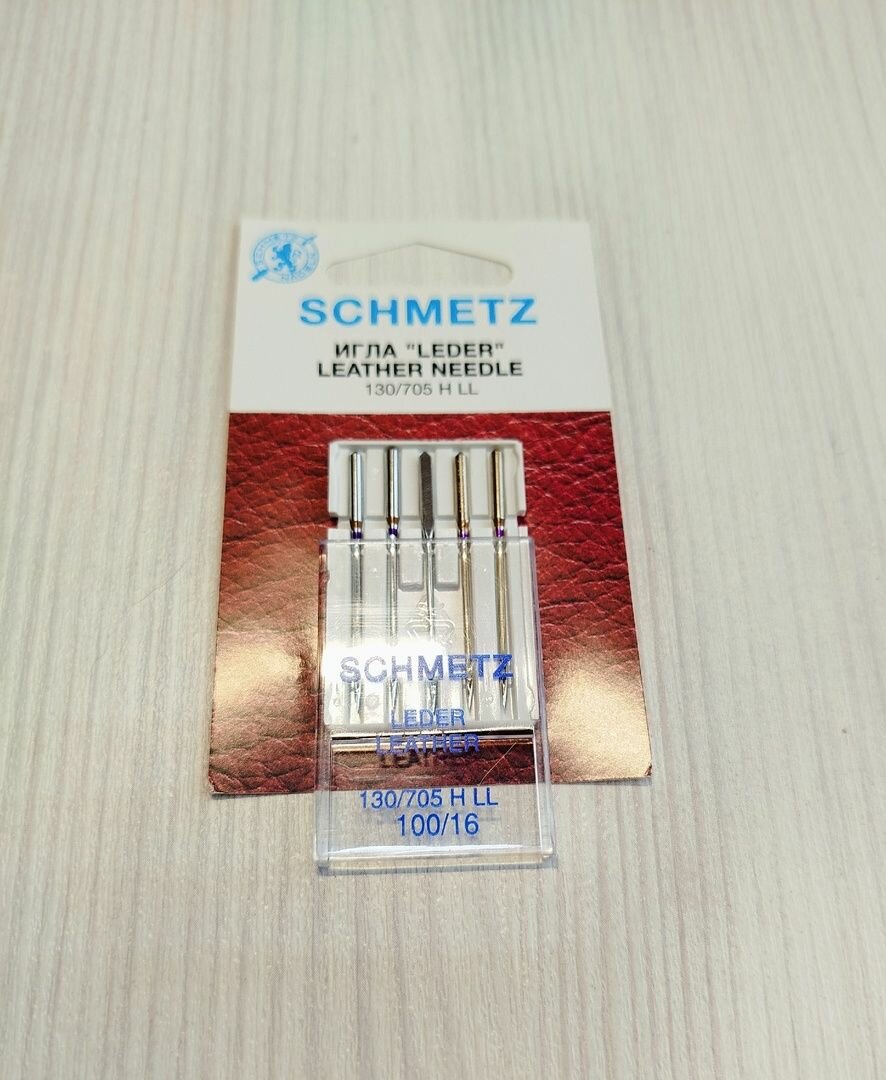 SCHMETZ
ИГЛА "LEDER"
LEATHER NEEDLE
130/705 H LL
SCHMETZ
LEDER
LEATHER
130/705 H LL
100/16